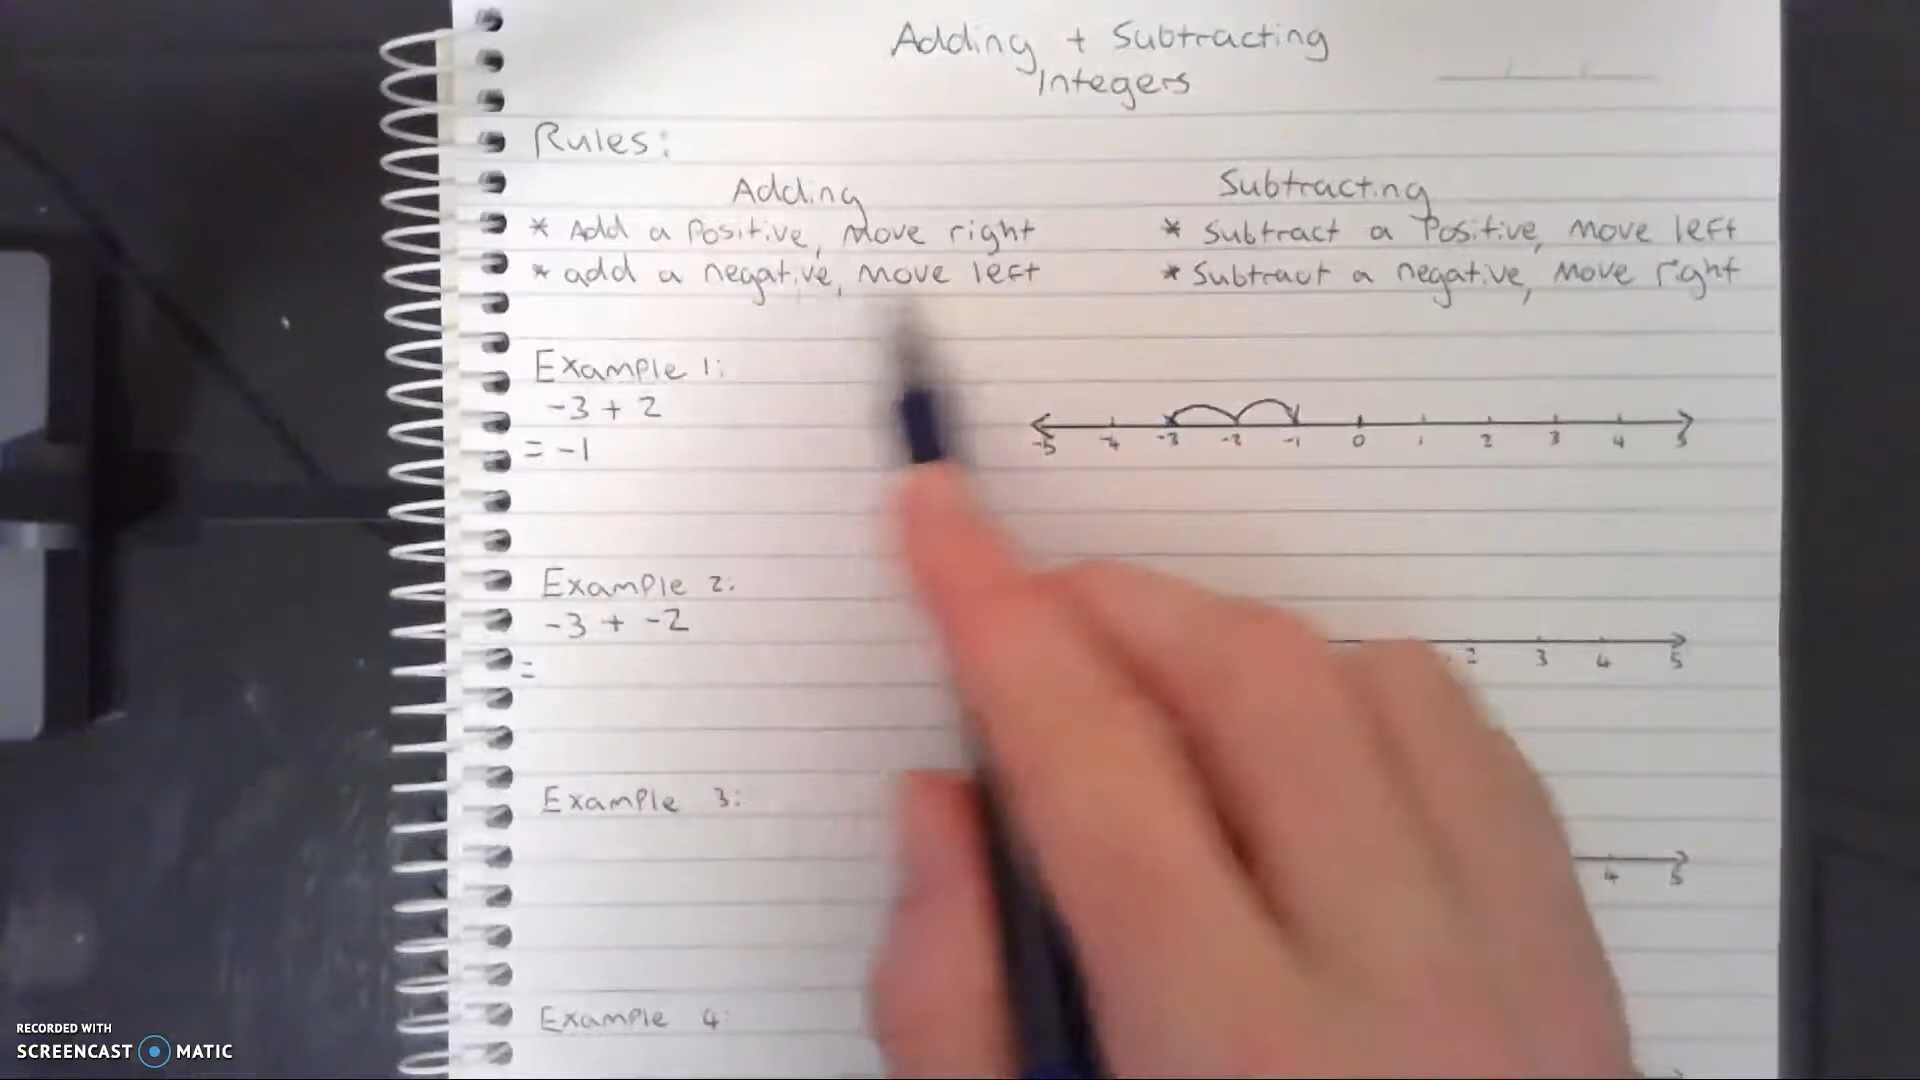 Adding + Subtracting
Integers
Rules:
Adding
* Add a Positive, move right
* add a negative, move left
Subtracting
* Subtract a Positive, move left
* Subtract a negative, move right
Example 1:
-3 + 2
= -1
-5 -4 -3 -2 -1 0 1 2 3 4 5
Example 2:
-3 + -2
=
2 3 4 5
Example 3:
4 5
Example 4:
RECORDED WITH
SCREENCAST MATIC